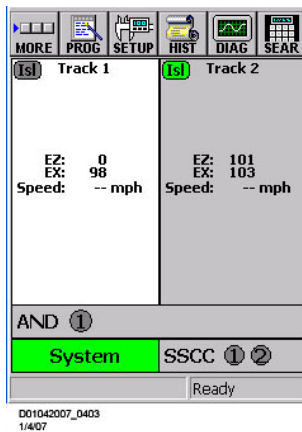 MORE PROG SETUP HIST DIAG SEAR
Isl Track 1 Isl Track 2
EZ: 0 EZ: 101
EX: 98 EX: 103
Speed: -- mph Speed: -- mph
AND 1
System SSCC 1 2
Ready
D01042007_0403
1/4/07